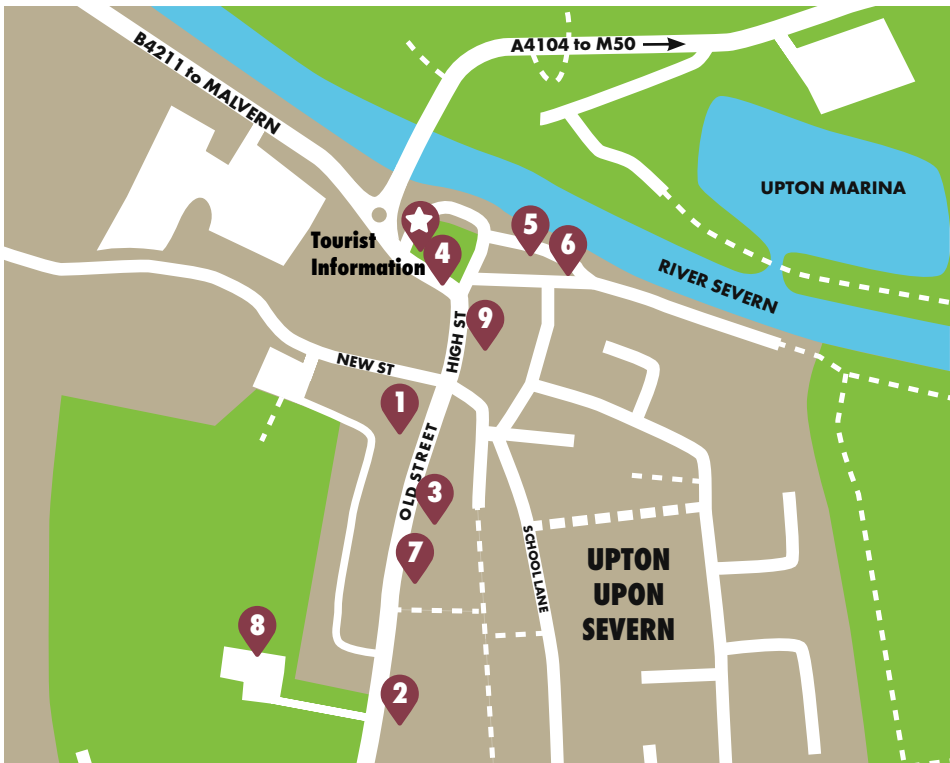 A4104 to M50
B4211 to MALVERN
UPTON MARINA
Tourist
Information
4
5
6
RIVER SEVERN
9
HIGH ST
NEW ST
1
OLD STREET
3
7
SCHOOL LANE
UPTON
UPON
SEVERN
8
2